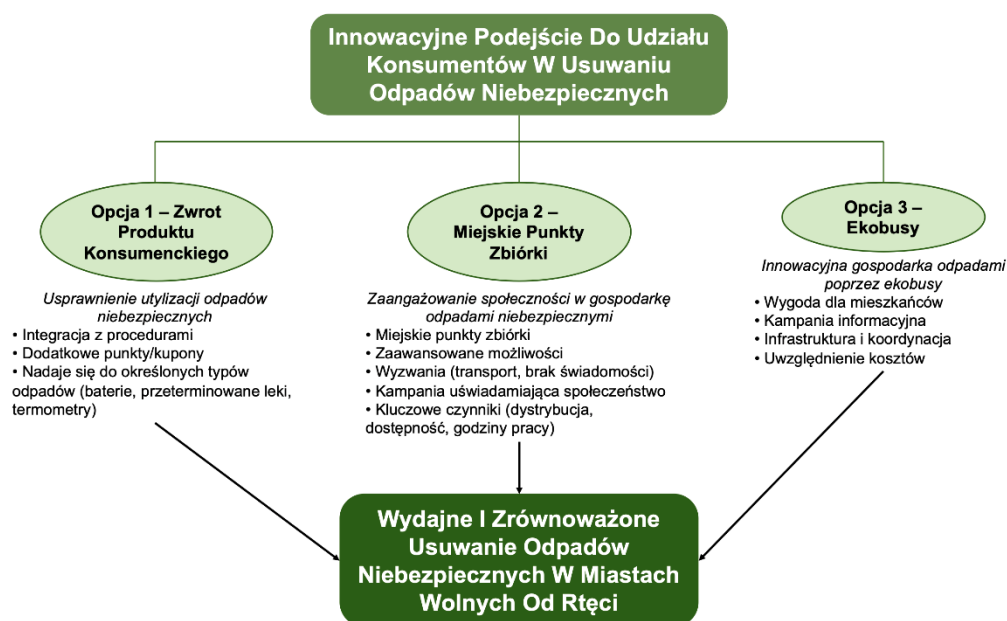 Innowacyjne Podejście Do Udziału
Konsumentów W Usuwaniu
Odpadów Niebezpiecznych
Opcja 1 – Zwrot
Produktu
Konsumenckiego
Usprawnienie utylizacji odpadów
niebezpiecznych
• Integracja z procedurami
• Dodatkowe punkty/kupony
• Nadaje się do określonych typów
odpadów (baterie, przeterminowane leki,
termometry)
Opcja 2 –
Miejskie Punkty
Zbiórki
Zaangażowanie społeczności w gospodarkę
odpadami niebezpiecznymi
• Miejskie punkty zbiórki
• Zaawansowane możliwości
• Wyzwania (transport, brak świadomości)
• Kampania uświadamiająca społeczeństwo
• Kluczowe czynniki (dystrybucja,
dostępność, godziny pracy)
Opcja 3 –
Ekobusy
Innowacyjna gospodarka odpadami
poprzez ekobusy
• Wygoda dla mieszkańców
• Kampania informacyjna
• Infrastruktura i koordynacja
• Uwzględnienie kosztów
Wydajne I Zrównoważone
Usuwanie Odpadów
Niebezpiecznych W Miastach
Wolnych Od Rtęci